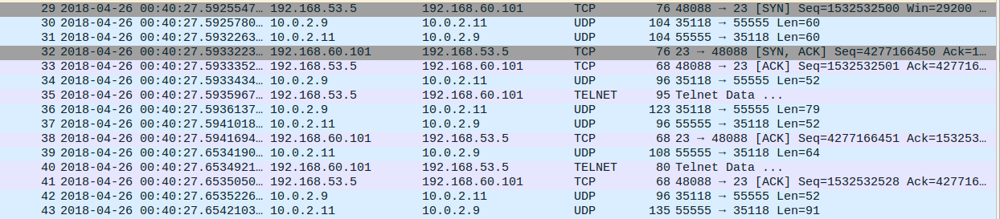 29 2018-04-26 00:40:27.5925547… 192.168.53.5 192.168.60.101 TCP 76 48088 → 23 [SYN] Seq=1532532500 Win=29200 …
30 2018-04-26 00:40:27.5925780… 10.0.2.9 10.0.2.11 UDP 104 35118 → 55555 Len=60
31 2018-04-26 00:40:27.5932263… 10.0.2.11 10.0.2.9 UDP 104 55555 → 35118 Len=60
32 2018-04-26 00:40:27.5933223… 192.168.60.101 192.168.53.5 TCP 76 23 → 48088 [SYN, ACK] Seq=4277166450 Ack=1…
33 2018-04-26 00:40:27.5933352… 192.168.53.5 192.168.60.101 TCP 68 48088 → 23 [ACK] Seq=1532532501 Ack=427716…
34 2018-04-26 00:40:27.5933434… 10.0.2.9 10.0.2.11 UDP 96 35118 → 55555 Len=52
35 2018-04-26 00:40:27.5935967… 192.168.53.5 192.168.60.101 TELNET 95 Telnet Data ...
36 2018-04-26 00:40:27.5936137… 10.0.2.9 10.0.2.11 UDP 123 35118 → 55555 Len=79
37 2018-04-26 00:40:27.5941018… 10.0.2.11 10.0.2.9 UDP 96 55555 → 35118 Len=52
38 2018-04-26 00:40:27.5941694… 192.168.60.101 192.168.53.5 TCP 68 23 → 48088 [ACK] Seq=4277166451 Ack=153253…
39 2018-04-26 00:40:27.6534190… 10.0.2.11 10.0.2.9 UDP 108 55555 → 35118 Len=64
40 2018-04-26 00:40:27.6534921… 192.168.60.101 192.168.53.5 TELNET 80 Telnet Data ...
41 2018-04-26 00:40:27.6535050… 192.168.53.5 192.168.60.101 TCP 68 48088 → 23 [ACK] Seq=1532532528 Ack=427716…
42 2018-04-26 00:40:27.6535226… 10.0.2.9 10.0.2.11 UDP 96 35118 → 55555 Len=52
43 2018-04-26 00:40:27.6542103… 10.0.2.11 10.0.2.9 UDP 135 55555 → 35118 Len=91